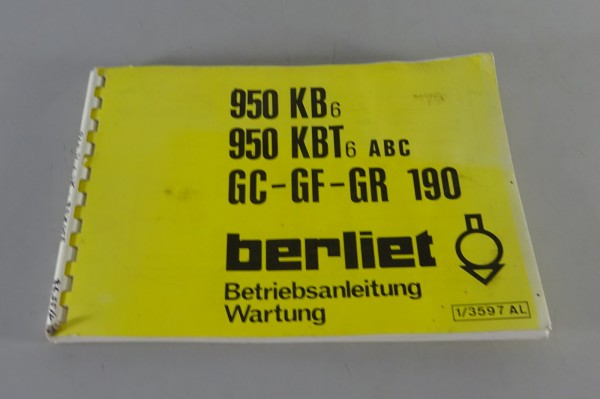 950 KB6
950 KBT6 ABC
GC-GF-GR 190
berliet
Betriebsanleitung
Wartung
1/3597 AL